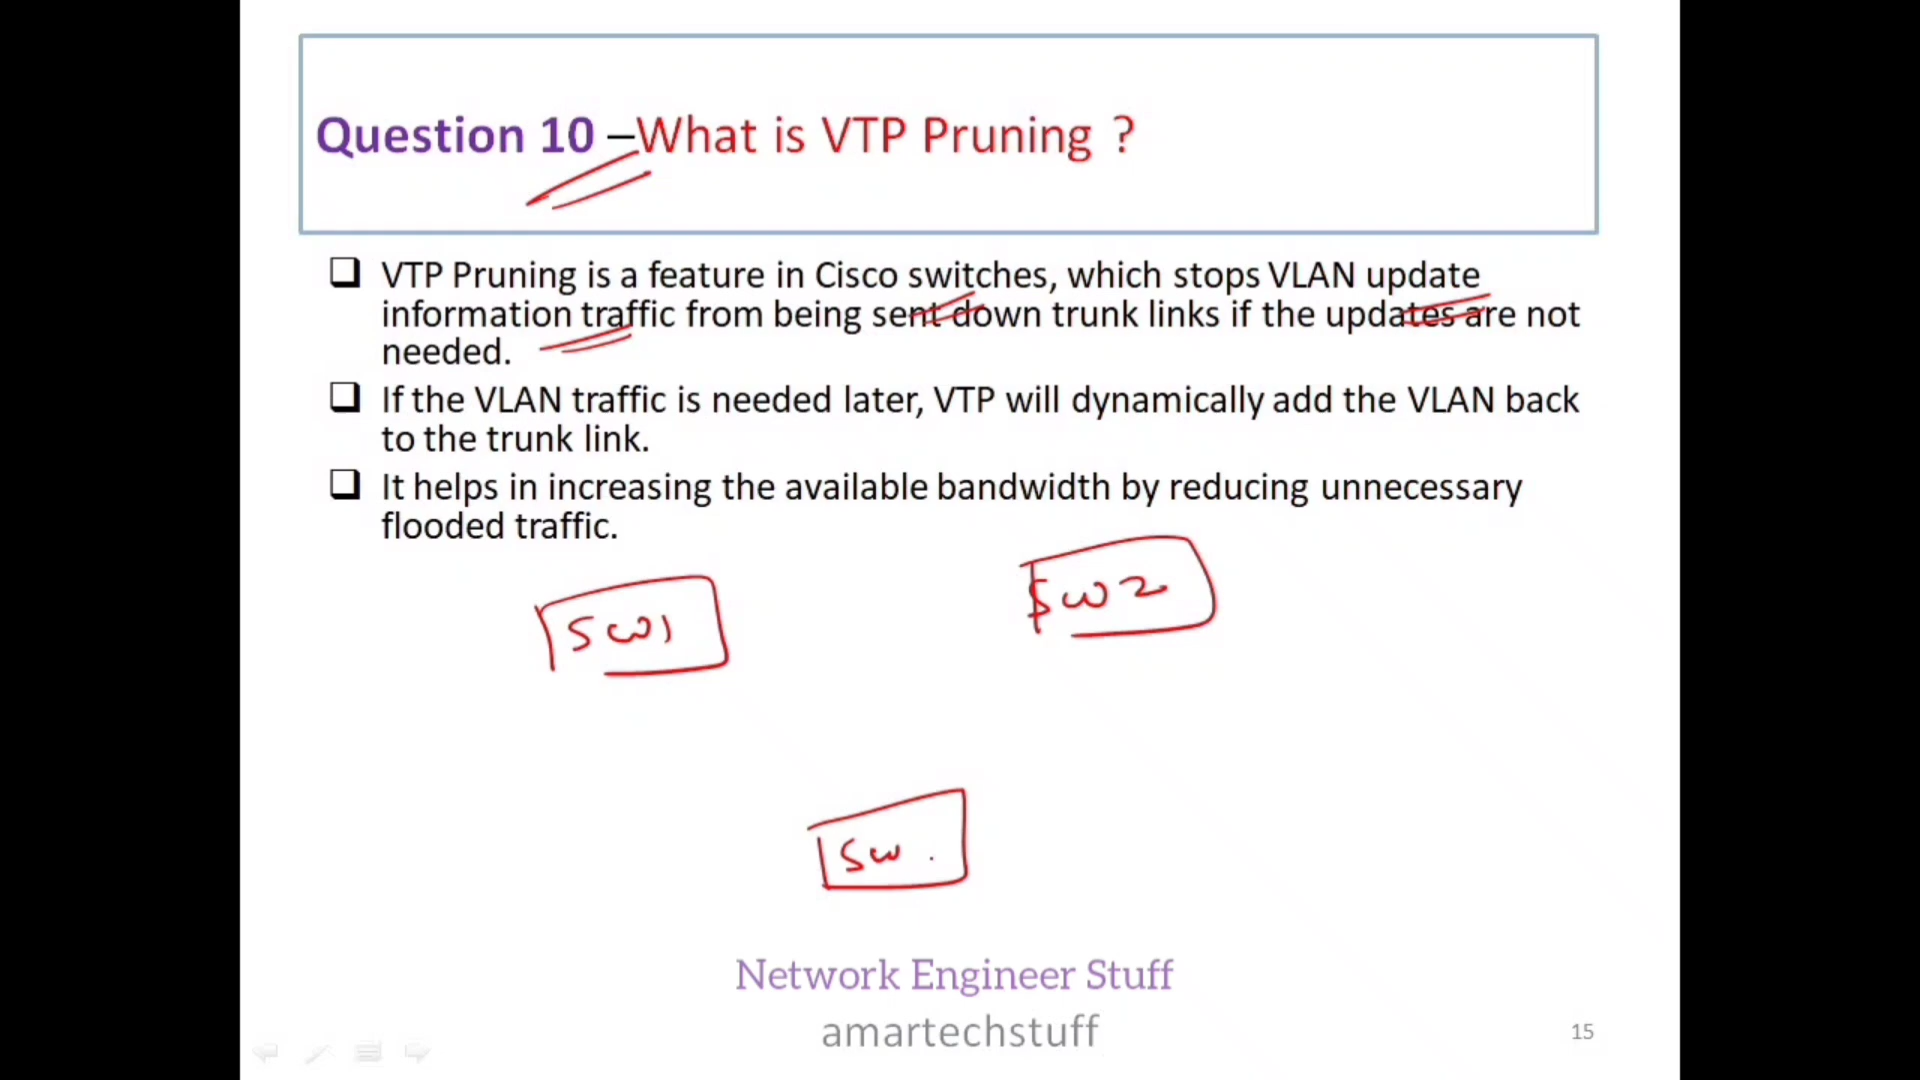 Question 10 –What is VTP Pruning ?
VTP Pruning is a feature in Cisco switches, which stops VLAN update
information traffic from being sent down trunk links if the updates are not
needed.
If the VLAN traffic is needed later, VTP will dynamically add the VLAN back
to the trunk link.
It helps in increasing the available bandwidth by reducing unnecessary
flooded traffic.
SW1
SW2
SW
Network Engineer Stuff
amartechstuff
15